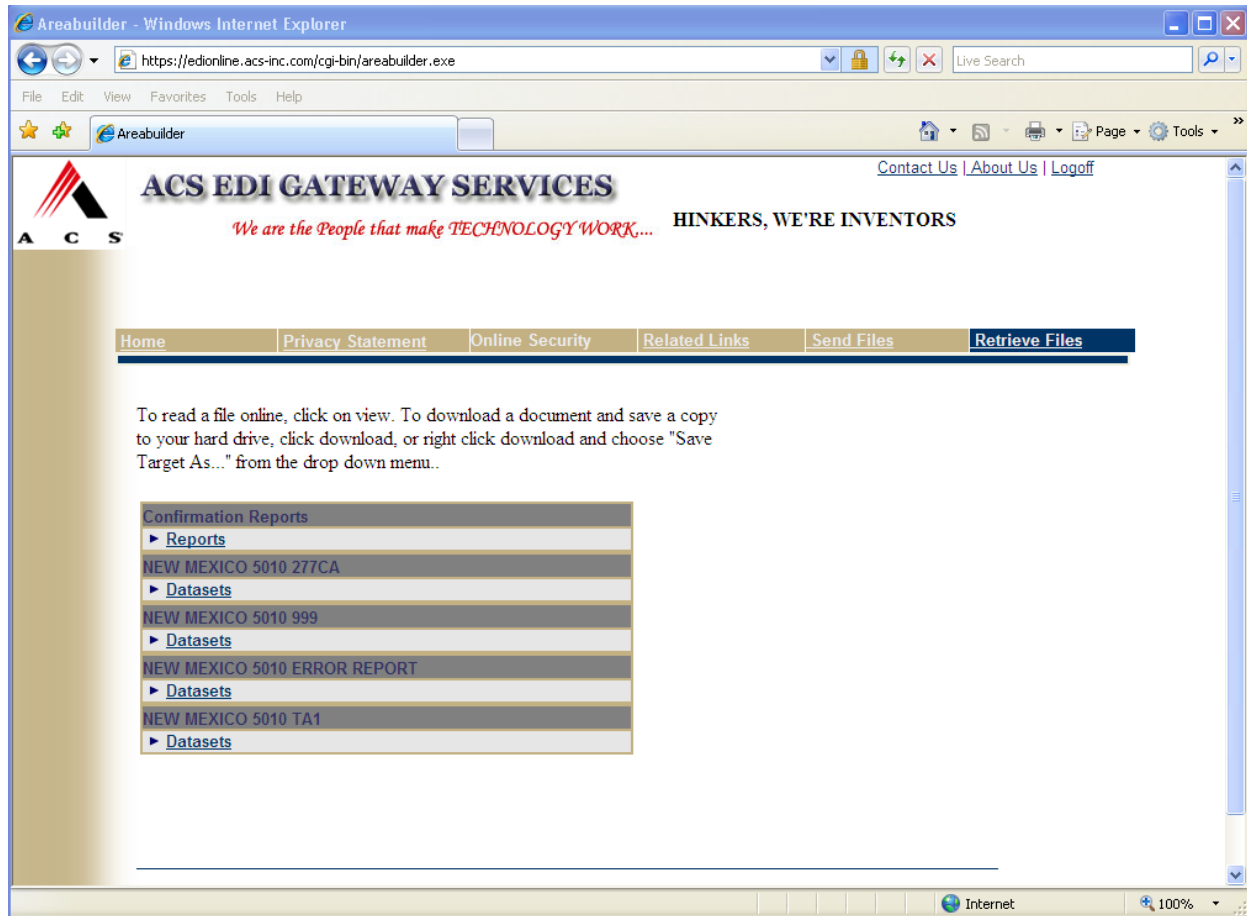 Areabuilder - Windows Internet Explorer
https://edionline.acs-inc.com/cgi-bin/areabuilder.exe
Live Search
File Edit View Favorites Tools Help
Areabuilder
Page Tools »
Contact Us | About Us | Logoff
ACS EDI GATEWAY SERVICES
We are the People that make TECHNOLOGY WORK,...
HINKERS, WE'RE INVENTORS
A C S
Home Privacy Statement Online Security Related Links Send Files Retrieve Files
To read a file online, click on view. To download a document and save a copy
to your hard drive, click download, or right click download and choose "Save
Target As..." from the drop down menu..
Confirmation Reports
Reports
NEW MEXICO 5010 277CA
Datasets
NEW MEXICO 5010 999
Datasets
NEW MEXICO 5010 ERROR REPORT
Datasets
NEW MEXICO 5010 TA1
Datasets
Internet 100%